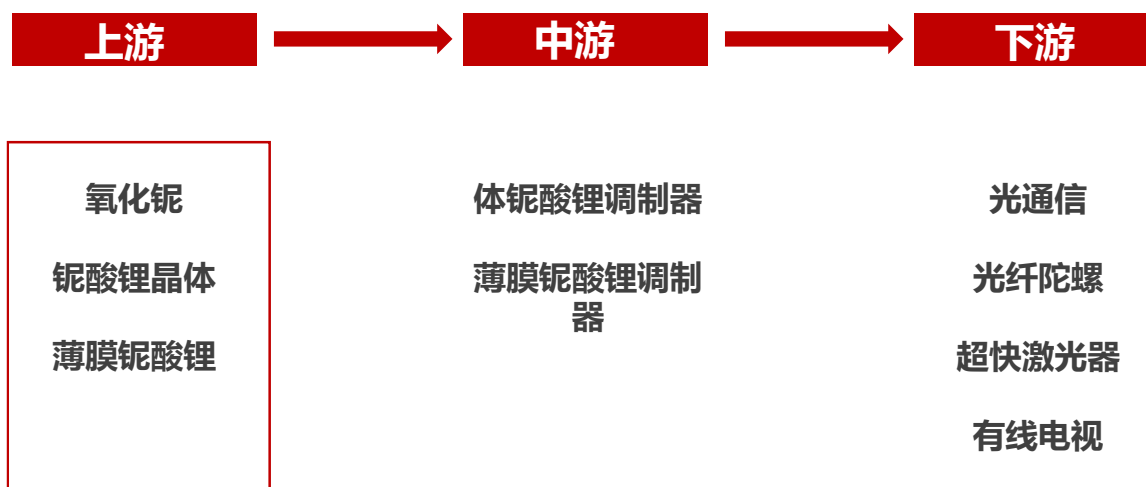 上游
中游
下游
氧化铌
体铌酸锂调制器
光通信
铌酸锂晶体
薄膜铌酸锂调制
器
光纤陀螺
薄膜铌酸锂
超快激光器
有线电视